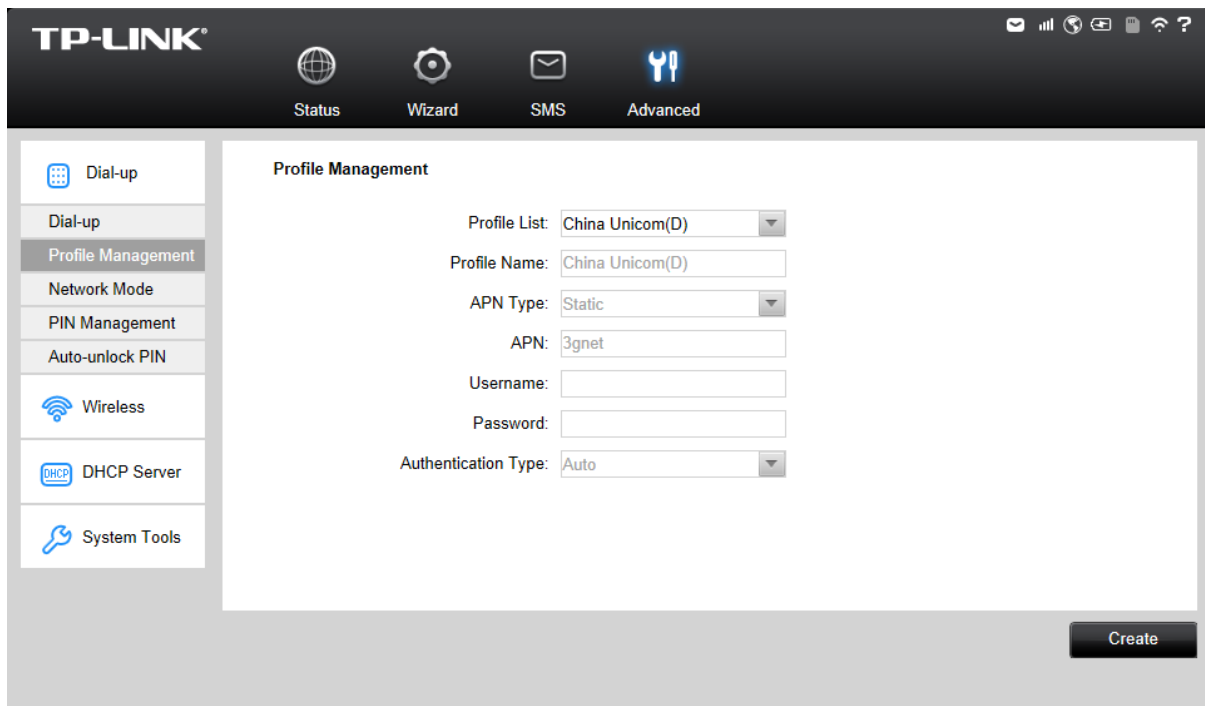 TP-LINK®
?
Status Wizard SMS Advanced
Dial-up
Dial-up
Profile Management
Network Mode
PIN Management
Auto-unlock PIN
Wireless
DHCP DHCP Server
System Tools
Profile Management
Profile List: China Unicom(D)
Profile Name: China Unicom(D)
APN Type: Static
APN: 3gnet
Username:
Password:
Authentication Type: Auto
Create